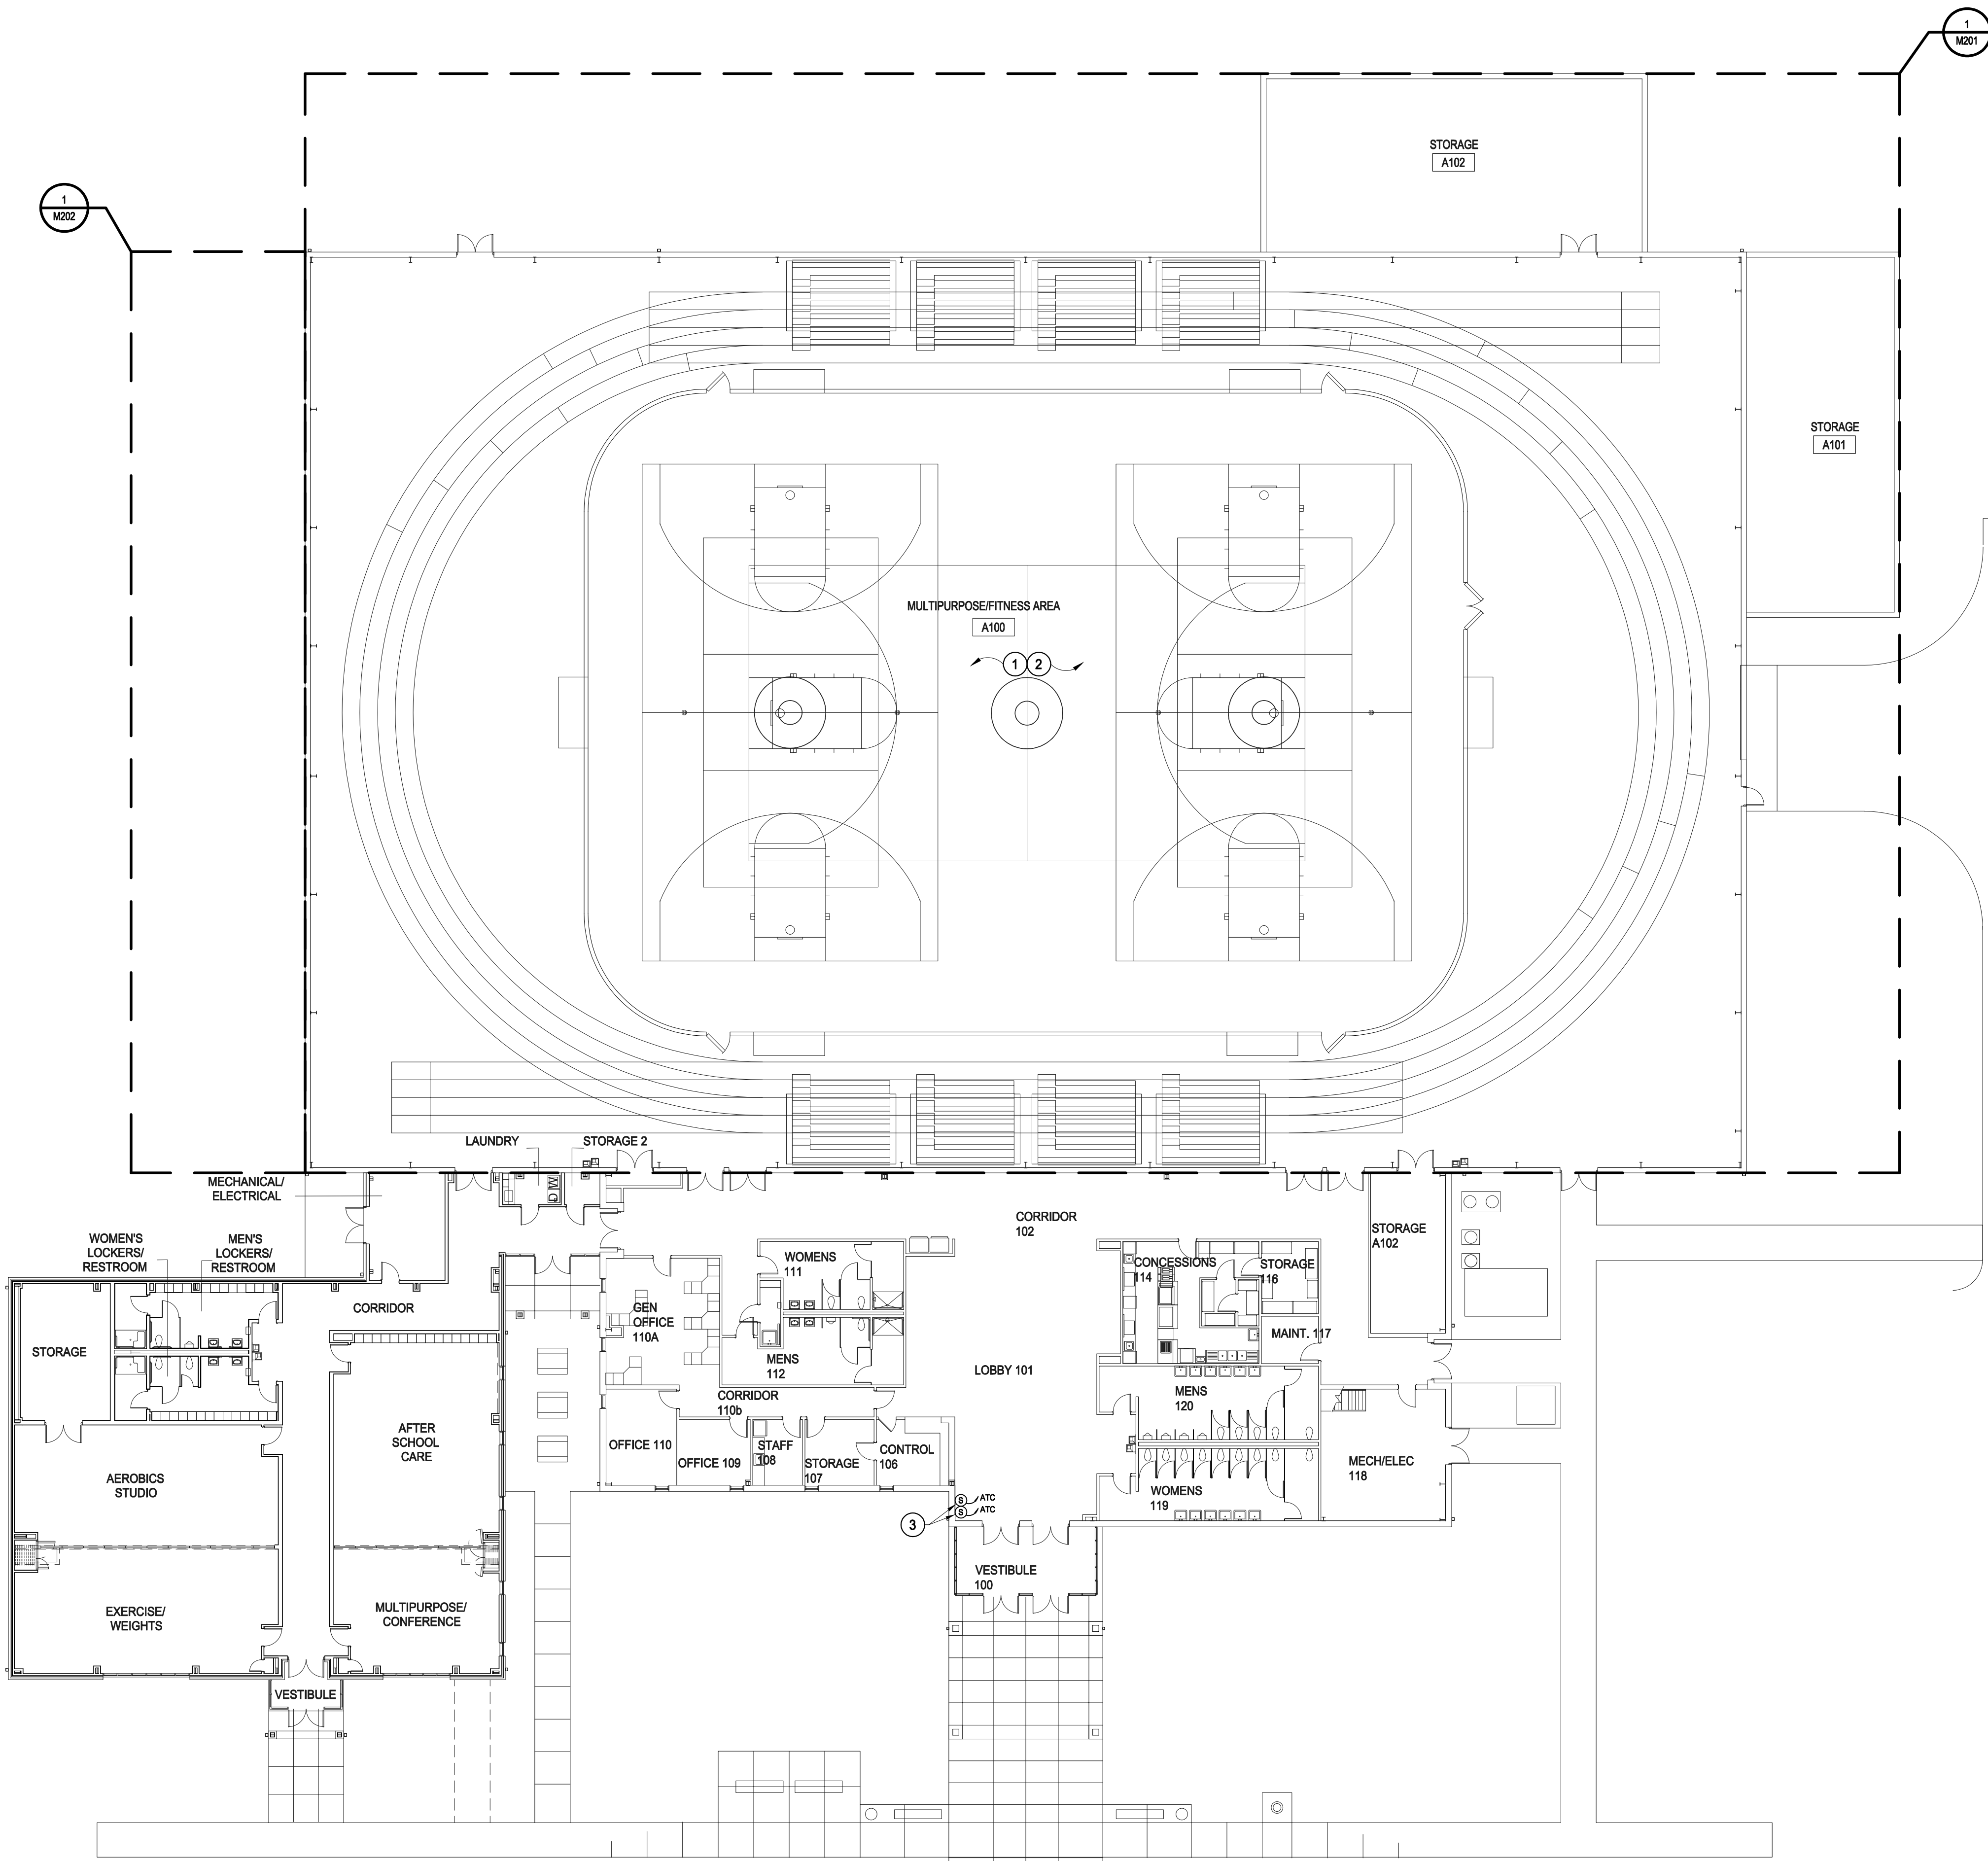 1
M201
STORAGE
A102
1
M202
STORAGE
A101
MULTIPURPOSE/FITNESS AREA
A100
1 2
LAUNDRY
STORAGE 2
MECHANICAL/
ELECTRICAL
WOMEN'S
LOCKERS/
RESTROOM
MEN'S
LOCKERS/
RESTROOM
CORRIDOR
102
STORAGE
A102
WOMENS
111
CONCESSIONS
114
STORAGE
116
CORRIDOR
GEN
OFFICE
110A
MAINT. 117
STORAGE
MENS
112
LOBBY 101
CORRIDOR
110b
MENS
120
AFTER
SCHOOL
CARE
OFFICE 110
OFFICE 109
STAFF
108
STORAGE
107
CONTROL
106
MECH/ELEC
118
AEROBICS
STUDIO
WOMENS
119
S ATC
S ATC
3
VESTIBULE
100
EXERCISE/
WEIGHTS
MULTIPURPOSE/
CONFERENCE
VESTIBULE